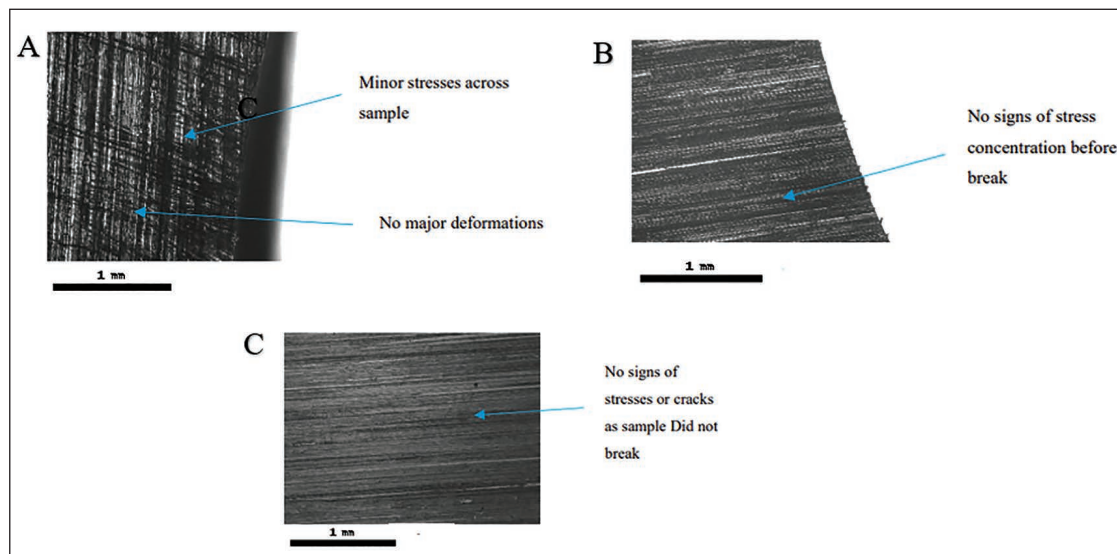 A
C
Minor stresses across
sample
No major deformations
1 mm
B
No signs of stress
concentration before
break
1 mm
C
No signs of
stresses or cracks
as sample Did not
break
1 mm